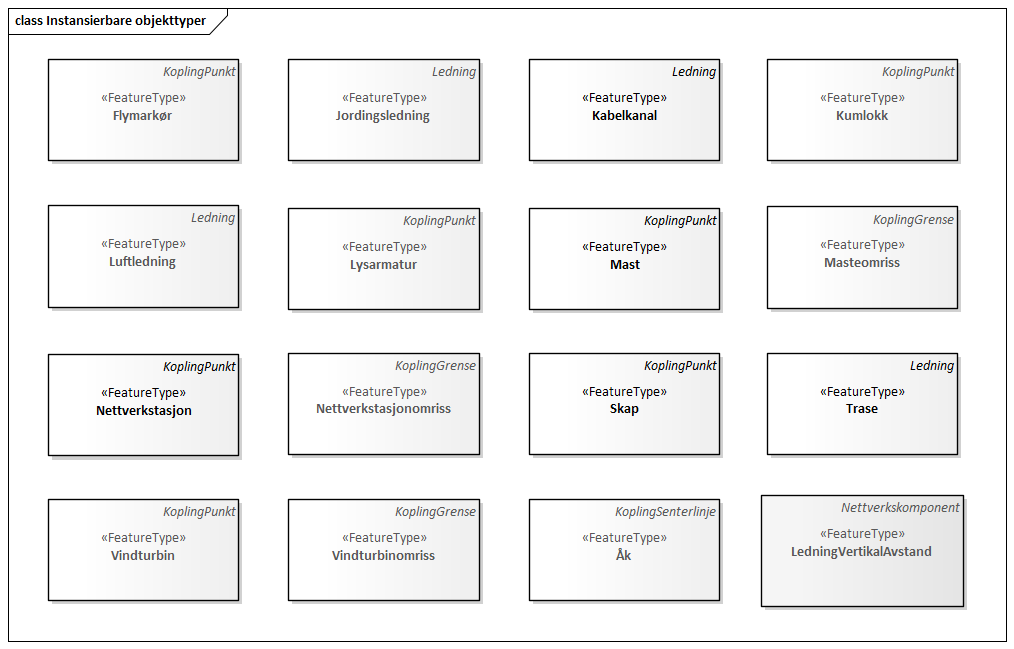 class Instansierbare objekttyper
KoplingPunkt
«FeatureType»
Flymarkør
Ledning
«FeatureType»
Jordingsledning
Ledning
«FeatureType»
Kabelkanal
KoplingPunkt
«FeatureType»
Kumlokk
Ledning
«FeatureType»
Luftledning
KoplingPunkt
«FeatureType»
Lysarmatur
KoplingPunkt
«FeatureType»
Mast
KoplingGrense
«FeatureType»
Masteomriss
KoplingPunkt
«FeatureType»
Nettverkstasjon
KoplingGrense
«FeatureType»
Nettverkstasjonomriss
KoplingPunkt
«FeatureType»
Skap
Ledning
«FeatureType»
Trase
KoplingPunkt
«FeatureType»
Vindturbin
KoplingGrense
«FeatureType»
Vindturbinomriss
KoplingSenterlinje
«FeatureType»
Åk
Nettverkskomponent
«FeatureType»
LedningVertikalAvstand